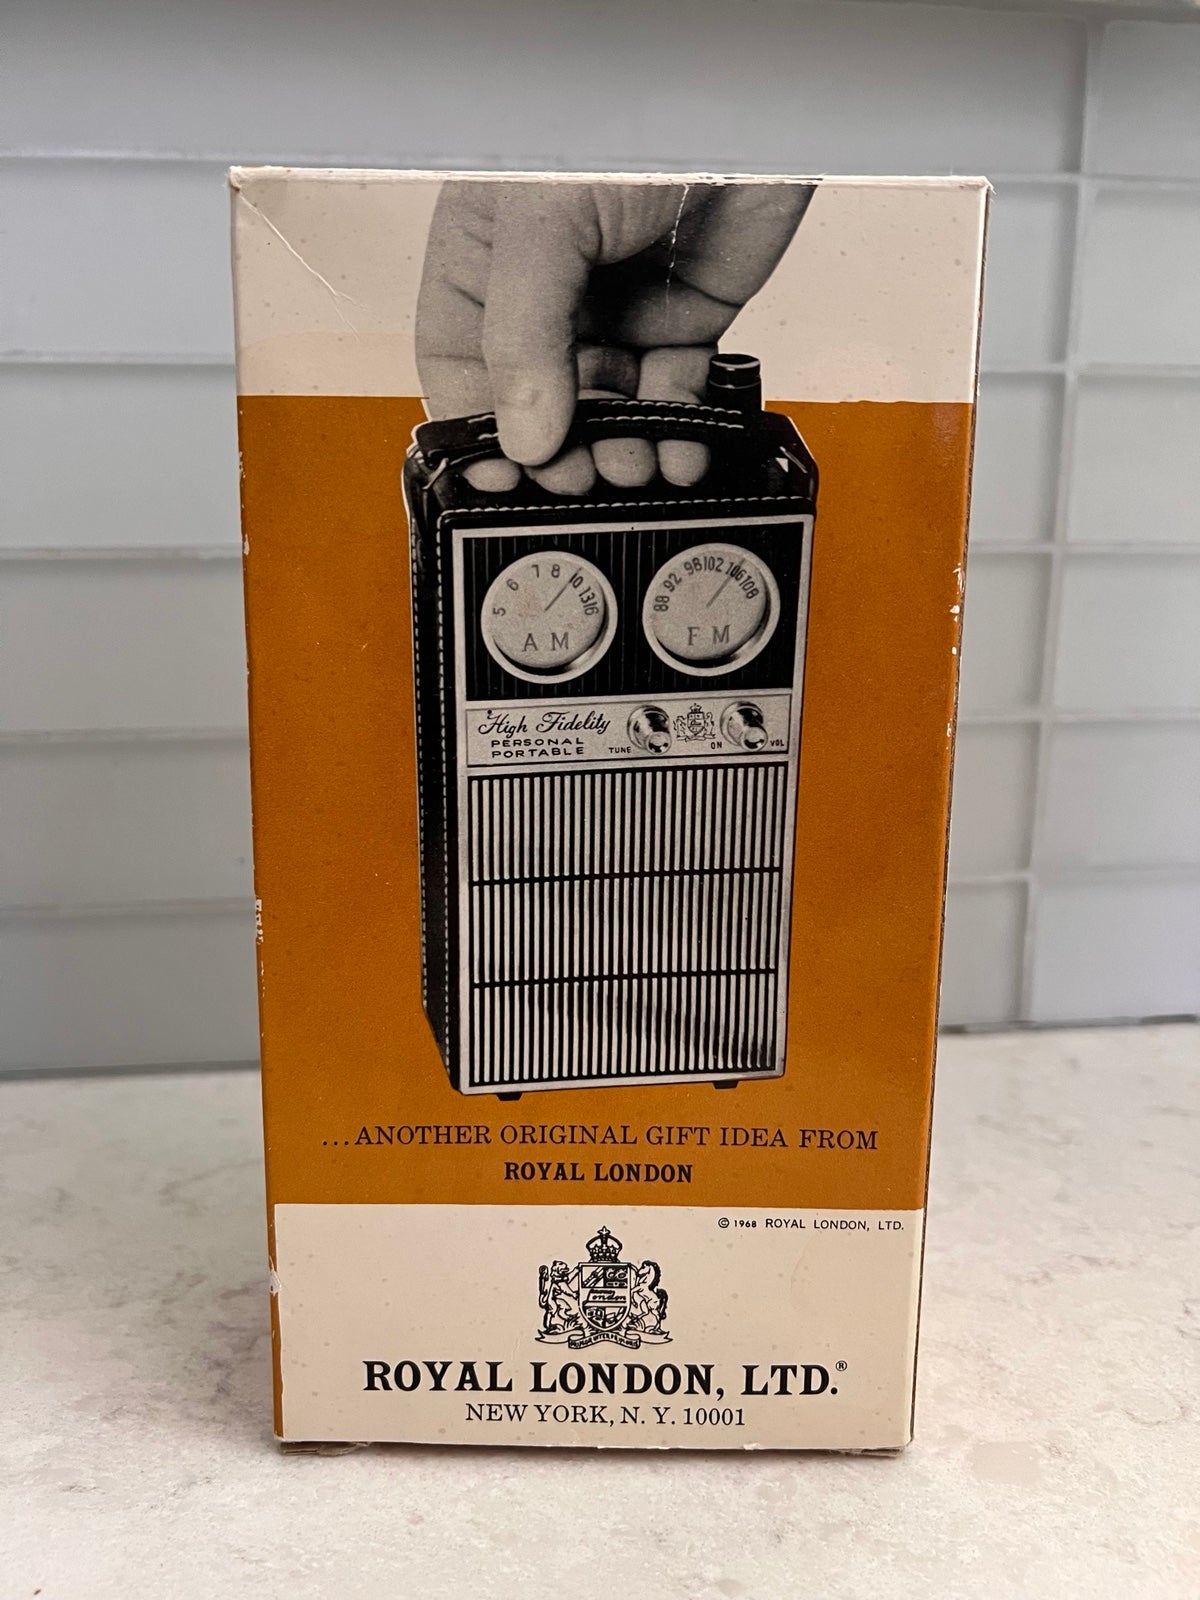 5 6 7 8 10 13 16
AM
88 92 98 102 106 108
FM
High Fidelity
PERSONAL
PORTABLE
TUNE
ON
VOL
...ANOTHER ORIGINAL GIFT IDEA FROM
ROYAL LONDON
© 1968 ROYAL LONDON, LTD.
London
ROYAL LONDON, LTD.®
NEW YORK, N. Y. 10001